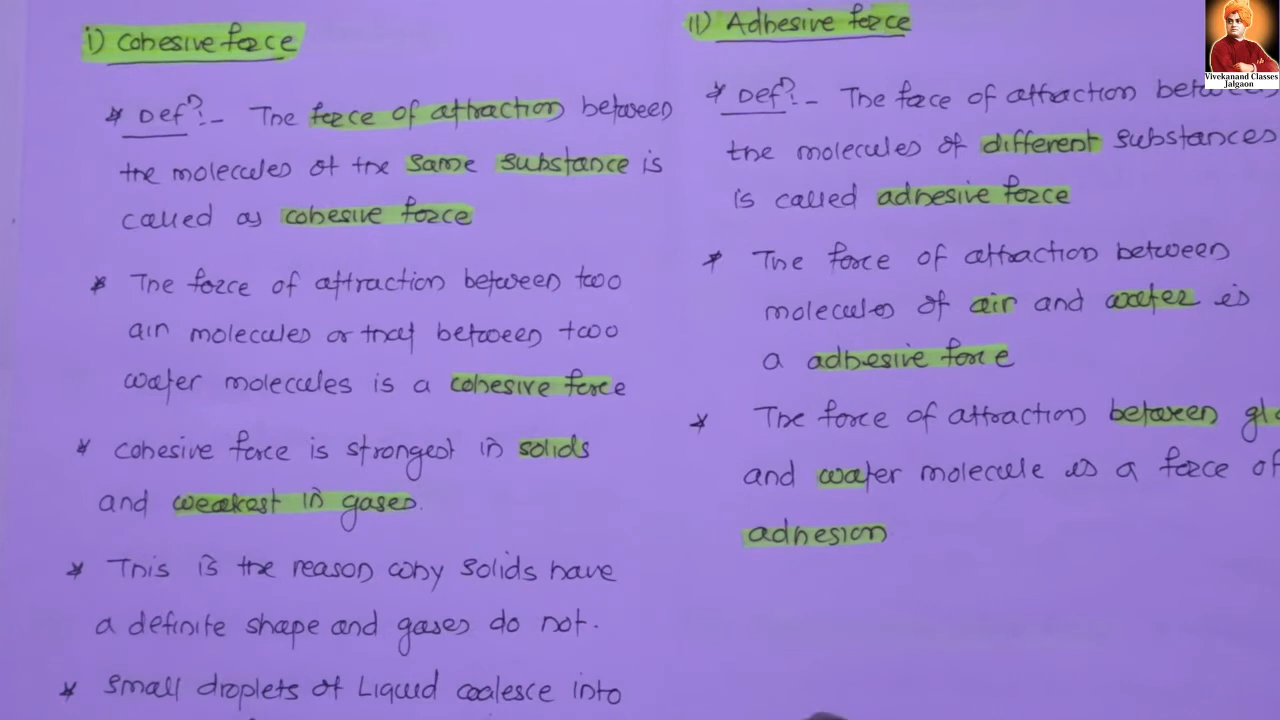 i) Cohesive force
* Defn:- The force of attraction between
the molecules of the same substance is
called as cohesive force
* The force of attraction between two
air molecules or that between two
water molecules is a cohesive force
* cohesive force is strongest in solids
and weakest in gases.
* This is the reason why solids have
a definite shape and gases do not.
* small droplets of Liquid coalesce into
ii) Adhesive force
* Defn:- The force of attraction
the molecules of different substances
is called adhesive force
* The force of attraction between
molecules of air and water is
a adhesive force
* The force of attraction between
and water molecule is a force of
adhesion
Vivekanand Classes
Jalgaon